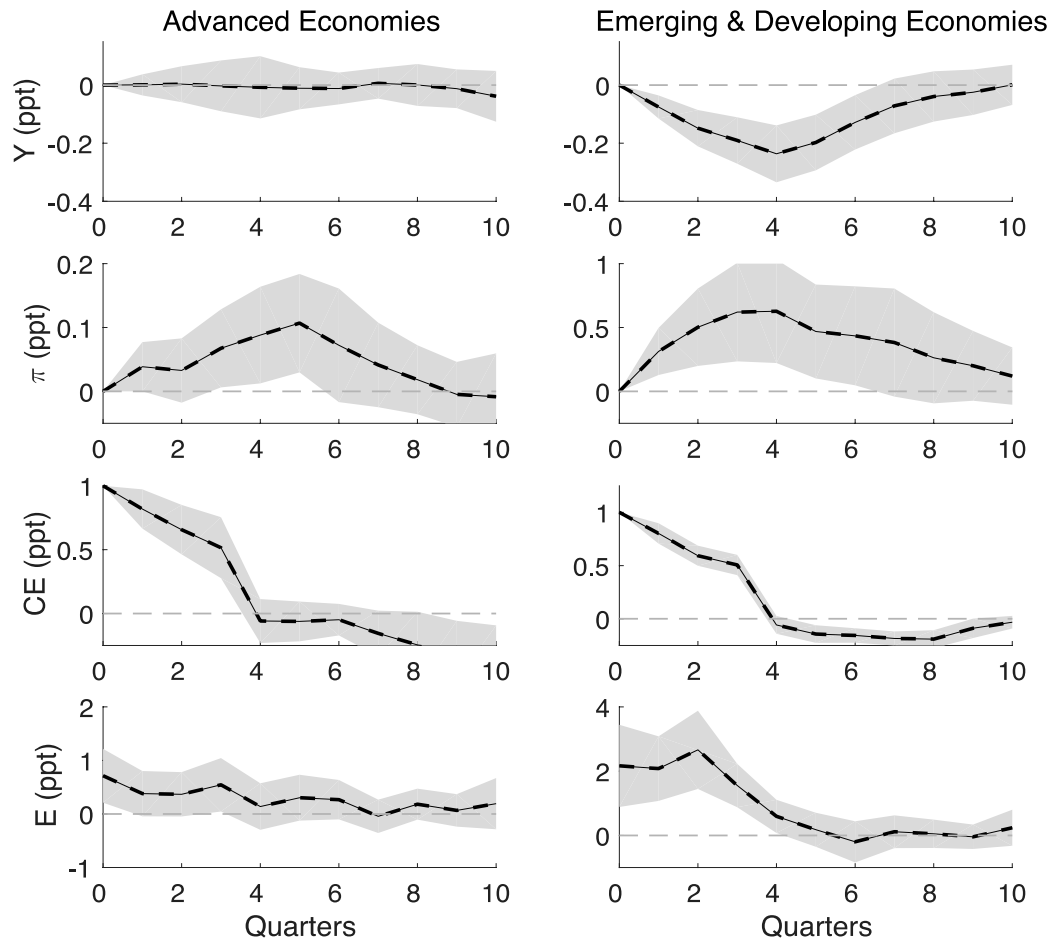 Advanced Economies
Emerging & Developing Economies
Y (ppt)
0
-0.2
-0.4
0 2 4 6 8 10
0
-0.2
-0.4
0 2 4 6 8 10
π (ppt)
0.2
0.1
0
0 2 4 6 8 10
1
0.5
0
0 2 4 6 8 10
CE (ppt)
1
0.5
0
0 2 4 6 8 10
1
0.5
0
0 2 4 6 8 10
E (ppt)
2
1
0
-1
0 2 4 6 8 10
Quarters
4
2
0
0 2 4 6 8 10
Quarters